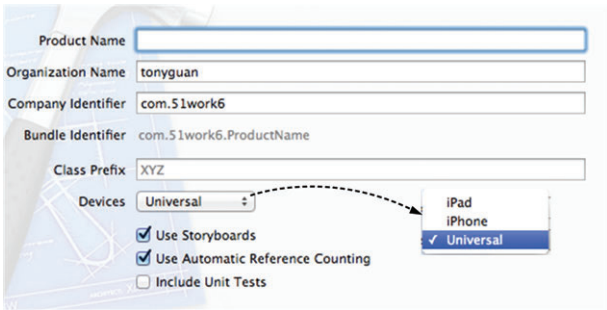 Product Name
Organization Name tonyguan
Company Identifier com.51work6
Bundle Identifier com.51work6.ProductName
Class Prefix XYZ
Devices Universal
iPad
iPhone
✓ Universal
Use Storyboards
Use Automatic Reference Counting
Include Unit Tests